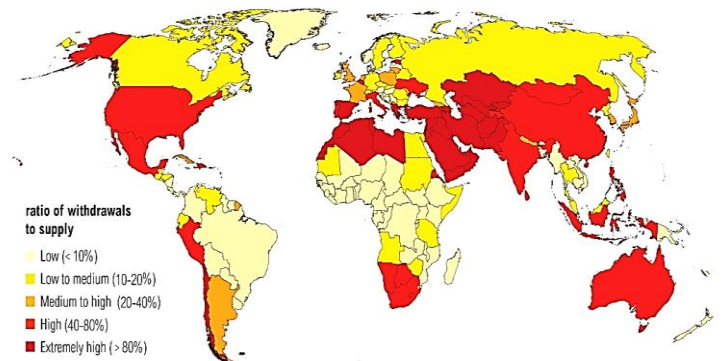 ratio of withdrawals
to supply
Low (< 10%)
Low to medium (10-20%)
Medium to high (20-40%)
High (40-80%)
Extremely high (> 80%)